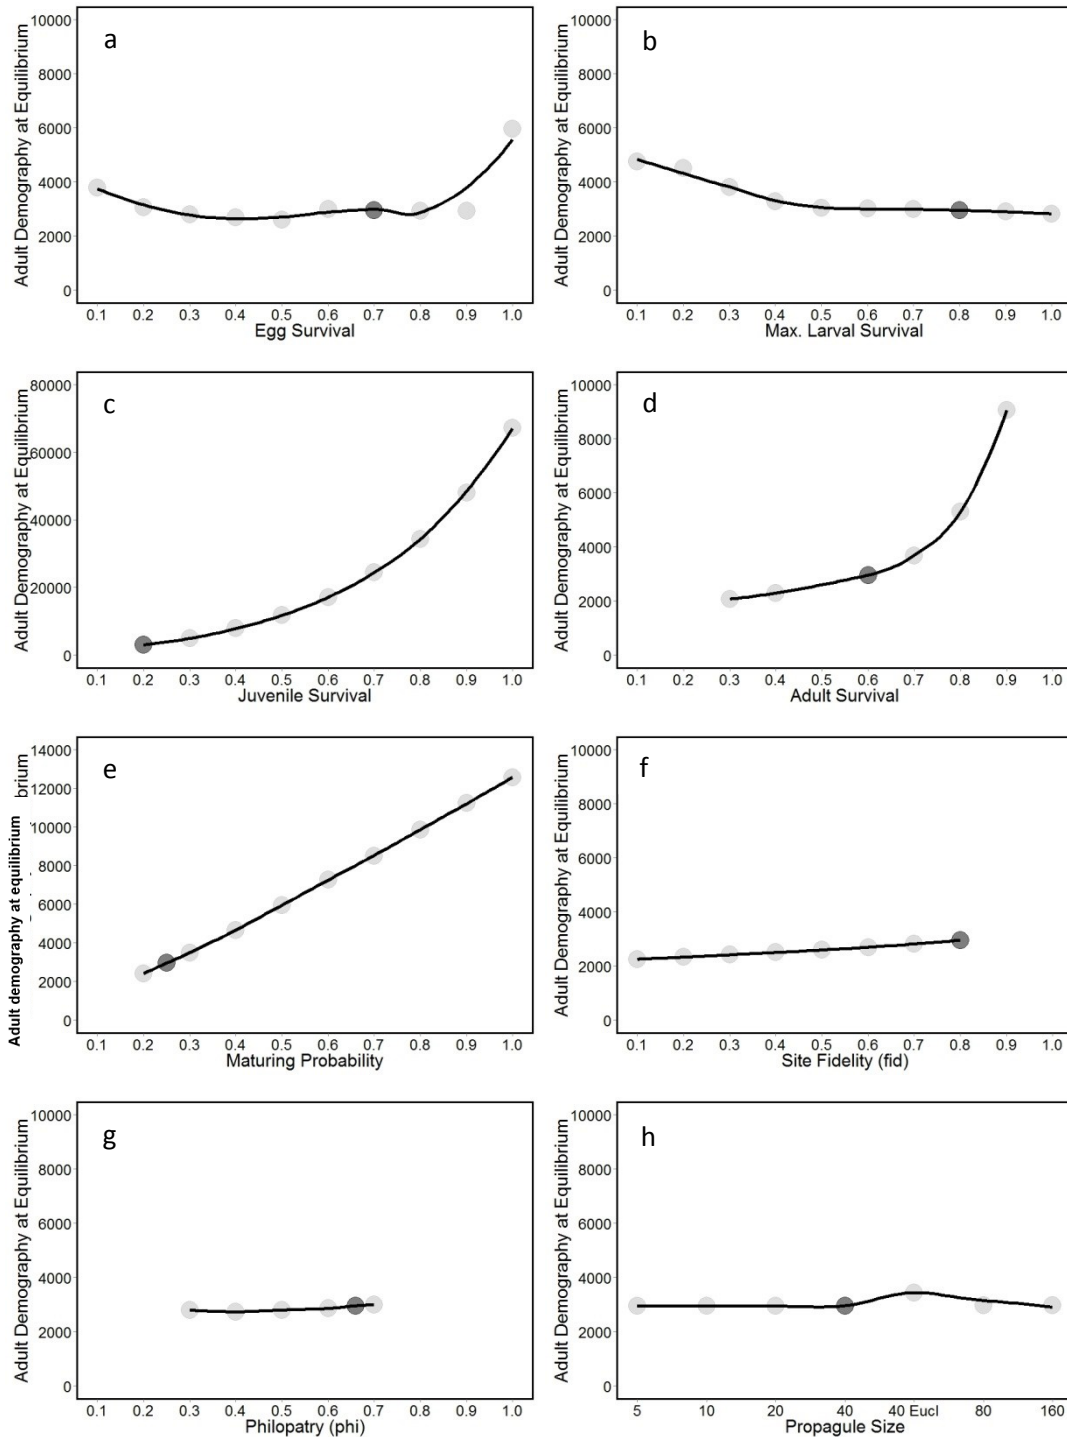 a
Adult Demography at Equilibrium
10000
8000
6000
4000
2000
0
0.1 0.2 0.3 0.4 0.5 0.6 0.7 0.8 0.9 1.0
Egg Survival
b
Adult Demography at Equilibrium
10000
8000
6000
4000
2000
0
0.1 0.2 0.3 0.4 0.5 0.6 0.7 0.8 0.9 1.0
Max. Larval Survival
c
Adult Demography at Equilibrium
80000
60000
40000
20000
0
0.1 0.2 0.3 0.4 0.5 0.6 0.7 0.8 0.9 1.0
Juvenile Survival
d
Adult Demography at Equilibrium
10000
8000
6000
4000
2000
0
0.1 0.2 0.3 0.4 0.5 0.6 0.7 0.8 0.9 1.0
Adult Survival
e
Adult demography at equilibrium
brium
14000
12000
10000
8000
6000
4000
2000
0
0.1 0.2 0.3 0.4 0.5 0.6 0.7 0.8 0.9 1.0
Maturing Probability
f
Adult Demography at Equilibrium
10000
8000
6000
4000
2000
0
0.1 0.2 0.3 0.4 0.5 0.6 0.7 0.8 0.9 1.0
Site Fidelity (fid)
g
Adult Demography at Equilibrium
10000
8000
6000
4000
2000
0
0.1 0.2 0.3 0.4 0.5 0.6 0.7 0.8 0.9 1.0
Philopatry (phi)
h
Adult Demography at Equilibrium
10000
8000
6000
4000
2000
0
5 10 20 40 40 Eucl 80 160
Propagule Size